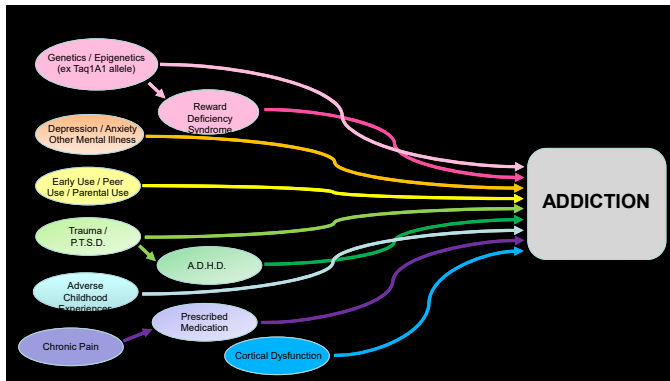 Genetics / Epigenetics
(ex Taq1A1 allele)
Reward
Deficiency
Syndrome
Depression / Anxiety
Other Mental Illness
Early Use / Peer
Use / Parental Use
Trauma /
P.T.S.D.
A.D.H.D.
Adverse
Childhood
Experiences
Prescribed
Medication
Chronic Pain
Cortical Dysfunction
ADDICTION